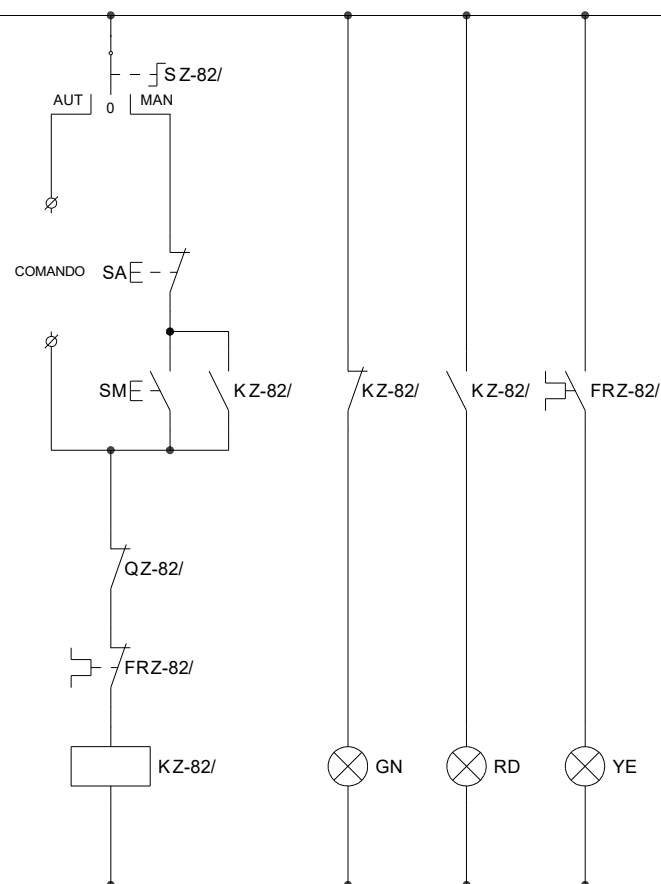 SZ-82/
AUT
0
MAN
COMANDO
SA
SM
KZ-82/
KZ-82/
KZ-82/
FRZ-82/
QZ-82/
FRZ-82/
KZ-82/
GN
RD
YE